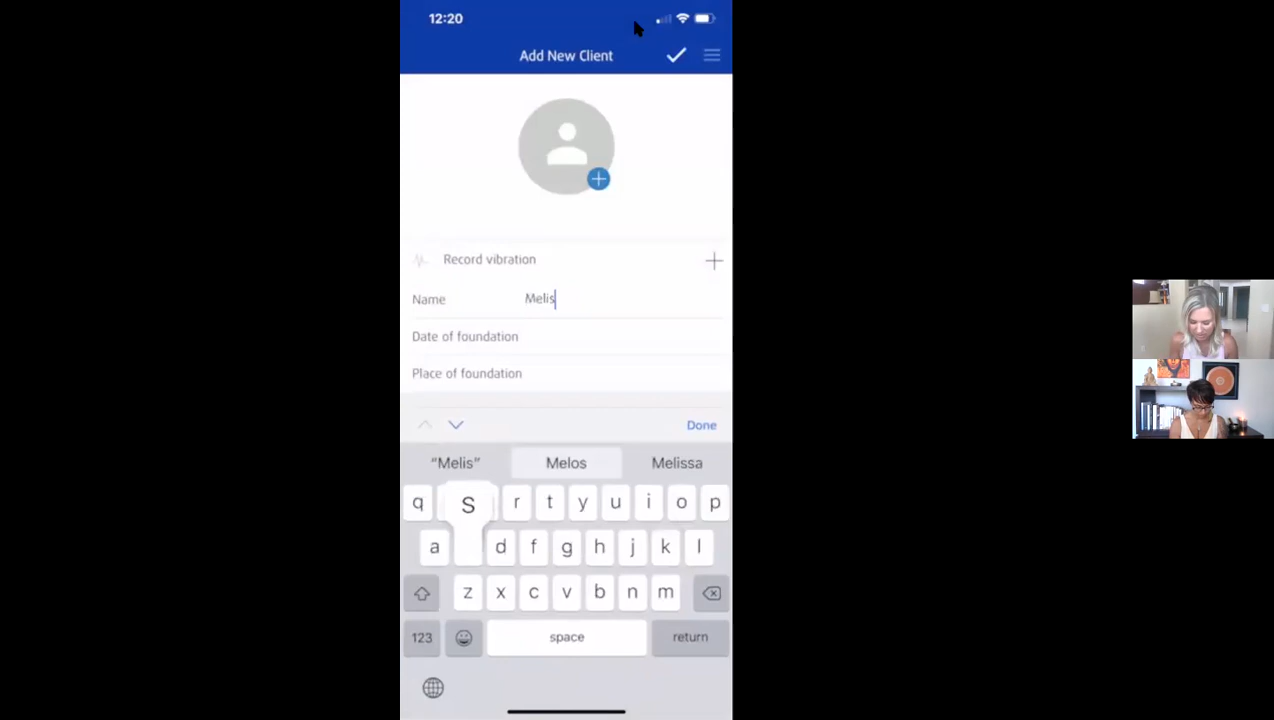 12:20
Add New Client
Record vibration
Name Melis
Date of foundation
Place of foundation
Done
“Melis” Melos Melissa
q S r t y u i o p
a d f g h j k l
z x c v b n m
123 space return